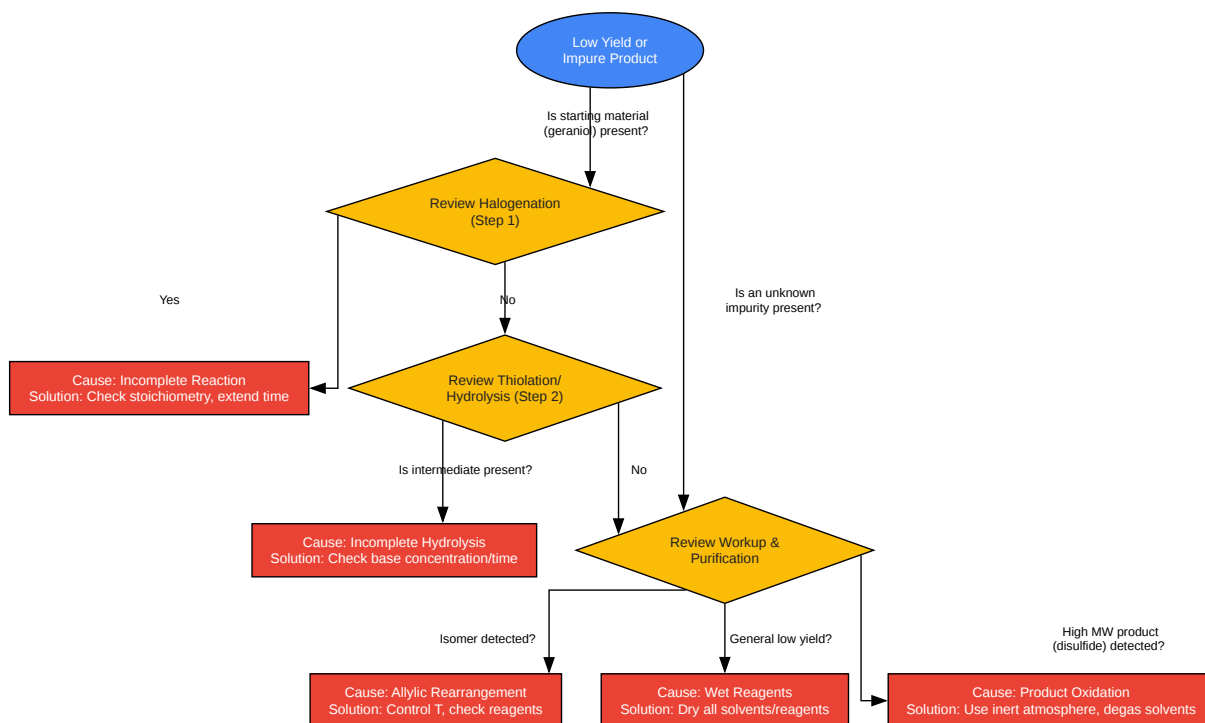 Low Yield or
Impure Product
Is starting material
(geraniol) present?
Review Halogenation
(Step 1)
Yes
No
Is an unknown
impurity present?
Cause: Incomplete Reaction
Solution: Check stoichiometry, extend time
Review Thiolation/
Hydrolysis (Step 2)
Is intermediate present?
No
Cause: Incomplete Hydrolysis
Solution: Check base concentration/time
Review Workup &
Purification
Isomer detected?
General low yield?
High MW product
(disulfide) detected?
Cause: Allylic Rearrangement
Solution: Control T, check reagents
Cause: Wet Reagents
Solution: Dry all solvents/reagents
Cause: Product Oxidation
Solution: Use inert atmosphere, degas solvents